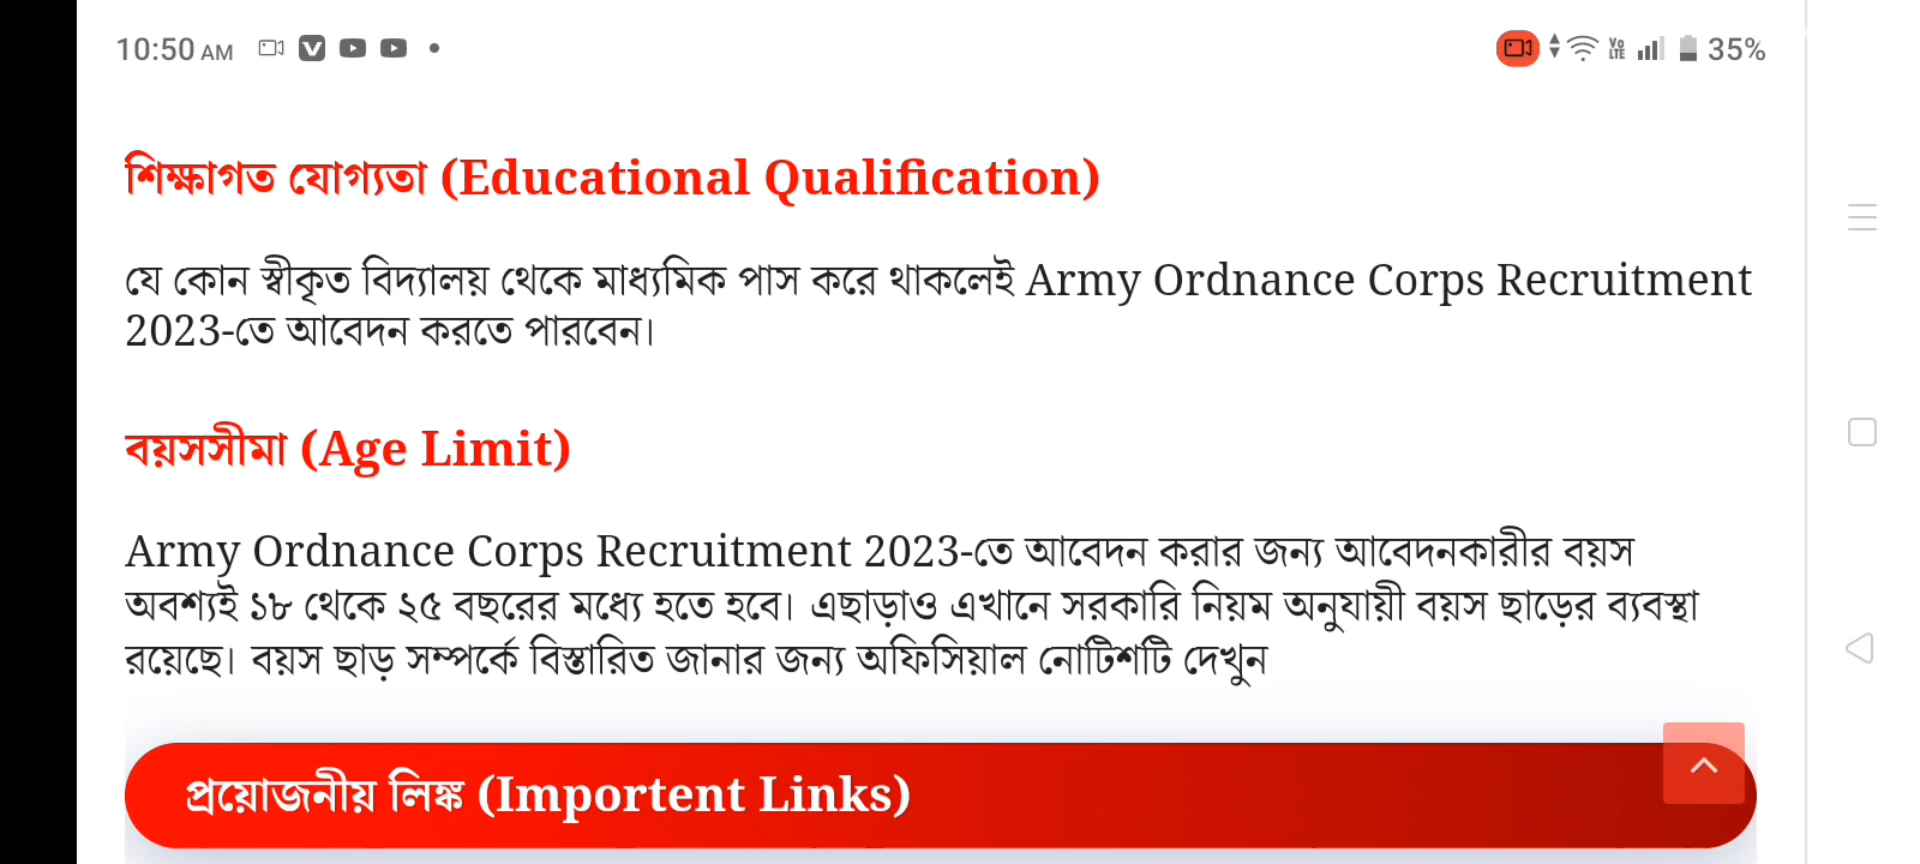 10:50 AM
Vo LTE 35%
শিক্ষাগত যোগ্যতা (Educational Qualification)
যে কোন স্বীকৃত বিদ্যালয় থেকে মাধ্যমিক পাস করে থাকলেই Army Ordnance Corps Recruitment
2023-তে আবেদন করতে পারবেন।
বয়সসীমা (Age Limit)
Army Ordnance Corps Recruitment 2023-তে আবেদন করার জন্য আবেদনকারীর বয়স
অবশ্যই ১৮ থেকে ২৫ বছরের মধ্যে হতে হবে। এছাড়াও এখানে সরকারি নিয়ম অনুযায়ী বয়স ছাড়ের ব্যবস্থা
রয়েছে। বয়স ছাড় সম্পর্কে বিস্তারিত জানার জন্য অফিসিয়াল নোটিশটি দেখুন
প্রয়োজনীয় লিঙ্ক (Importent Links)